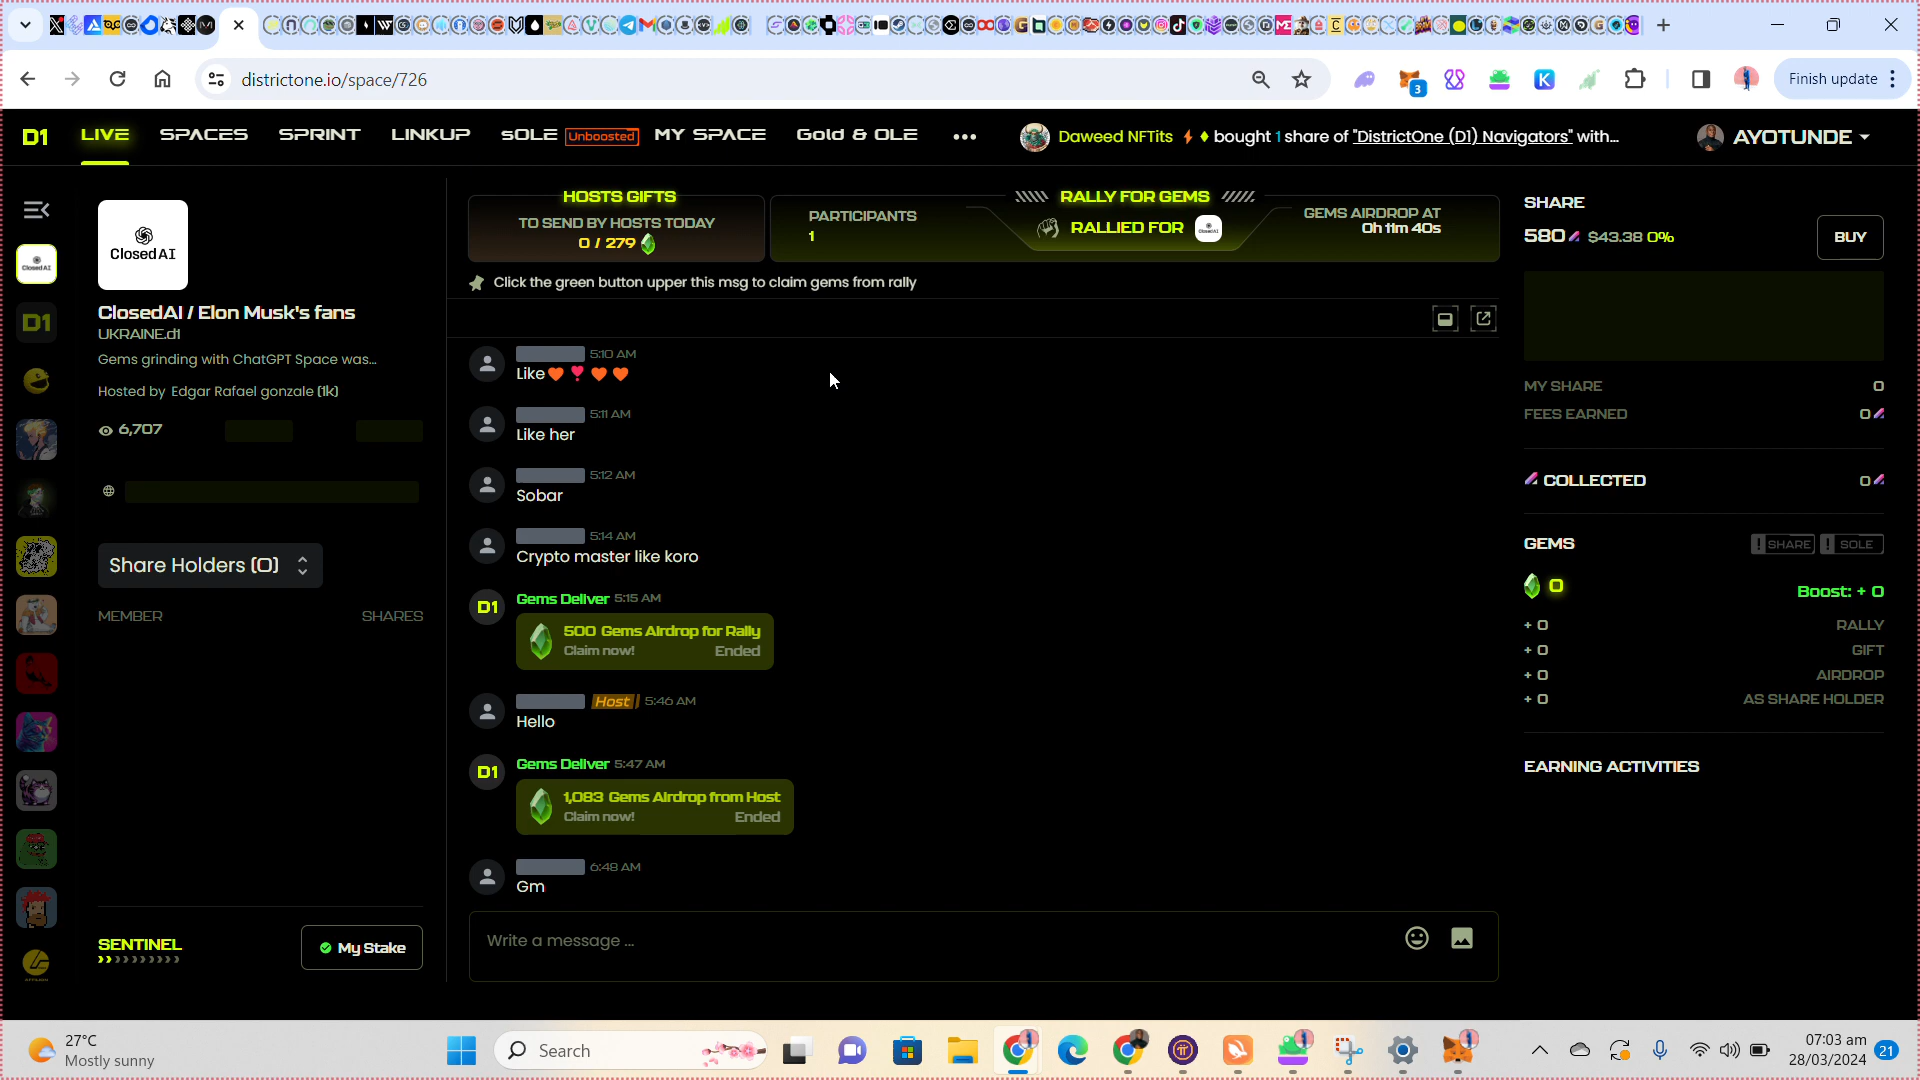 districtone.io/space/726
3
Finish update
D1
LIVE
SPACES
SPRINT
LINKUP
sOLE
Unboosted
MY SPACE
Gold & OLE
Daweed NFTits
bought 1 share of "DistrictOne (D1) Navigators" with...
AYOTUNDE
ClosedAI
ClosedAI / Elon Musk's fans
UKRAINE.d1
Gems grinding with ChatGPT Space was...
Hosted by Edgar Rafael gonzale (1k)
6,707
Share Holders (0)
MEMBER
SHARES
SENTINEL
My Stake
HOSTS GIFTS
TO SEND BY HOSTS TODAY
0 / 279
RALLY FOR GEMS
PARTICIPANTS
1
RALLIED FOR
GEMS AIRDROP AT
0h 11m 40s
Click the green button upper this msg to claim gems from rally
5:10 AM
Like
5:11 AM
Like her
5:12 AM
Sobar
5:14 AM
Crypto master like koro
D1
Gems Deliver 5:15 AM
500 Gems Airdrop for Rally
Claim now!
Ended
Host 5:46 AM
Hello
D1
Gems Deliver 5:47 AM
1,083 Gems Airdrop from Host
Claim now!
Ended
6:48 AM
Gm
Write a message ...
SHARE
580 $43.38 0%
BUY
MY SHARE
0
FEES EARNED
0
COLLECTED
0
GEMS
! SHARE
! SOLE
0
Boost: + 0
+ 0 RALLY
+ 0 GIFT
+ 0 AIRDROP
+ 0 AS SHARE HOLDER
EARNING ACTIVITIES
27°C
Mostly sunny
Search
07:03 am
28/03/2024
21